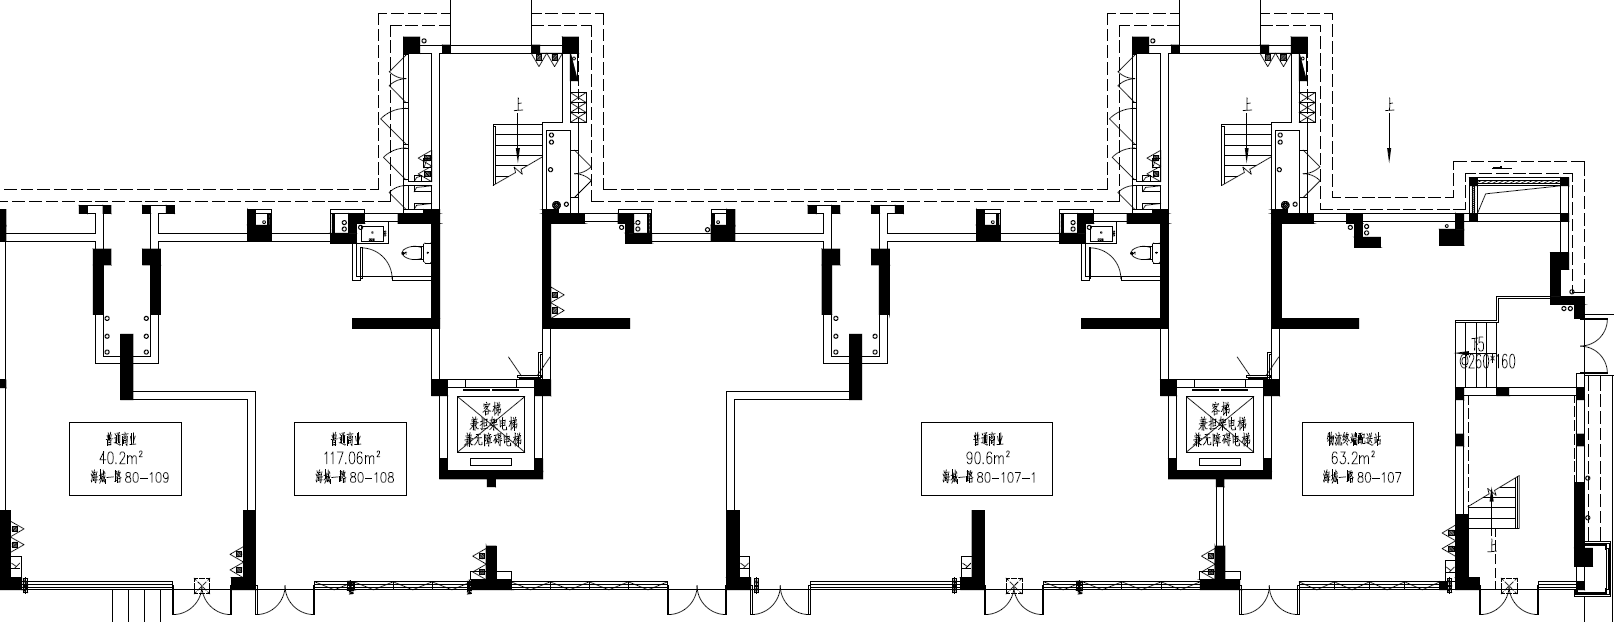 上
上
上
15
@260*160
客梯
兼担架电梯
兼无障碍电梯
客梯
兼担架电梯
兼无障碍电梯
普通商业
40.2m²
海城一路 80-109
普通商业
117.06m²
海城一路 80-108
普通商业
90.6m²
海城一路 80-107-1
物流终端配送站
63.2m²
海城一路 80-107
上